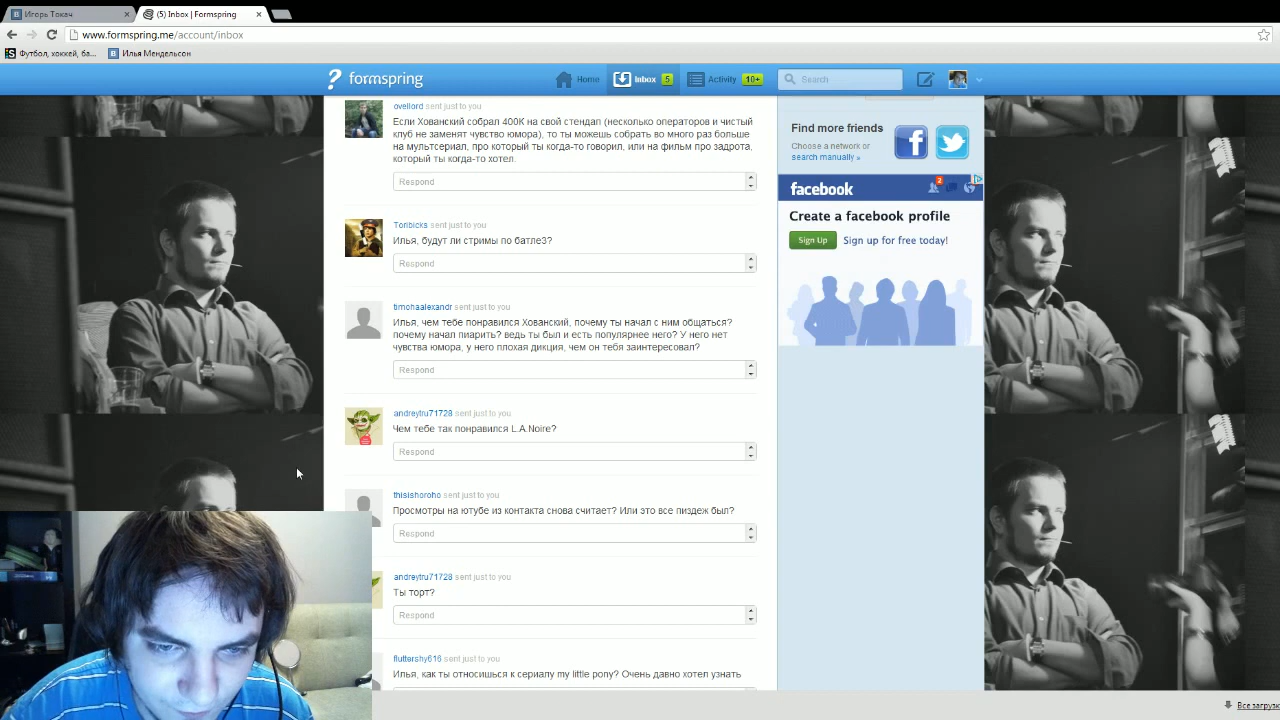 Игорь Токач
(5) Inbox | Formspring
www.formspring.me/account/inbox
Футбол, хоккей, ба...
Илья Мендельсон
formspring
Home
Inbox 5
Activity 10+
Search
sent just to you
Если Хованский собрал 400К на свой стендап (несколько операторов и чистый
клуб не заменят чувство юмора), то ты можешь собрать во много раз больше
на мультсериал, про который ты когда-то говорил, или на фильм про задрота,
который ты когда-то хотел.
Respond
Toribicks sent just to you
Илья, будут ли стримы по батле3?
Respond
timohaalexandr sent just to you
Илья, чем тебе понравился Хованский, почему ты начал с ним общаться?
почему начал пиарить? ведь ты был и есть популярнее него? У него нет
чувства юмора, у него плохая дикция, чем он тебя заинтересовал?
Respond
andreytru71728 sent just to you
Чем тебе так понравился L.A.Noire?
Respond
thisishoroho sent just to you
Просмотры на ютубе из контакта снова считает? Или это все пиздеж был?
Respond
andreytru71728 sent just to you
Ты торт?
Respond
fluttershy616 sent just to you
Илья, как ты относишься к сериалу my little pony? Очень давно хотел узнать
Find more friends
Choose a network or
search manually »
facebook
2
Create a facebook profile
Sign Up
Sign up for free today!
Все загрузк